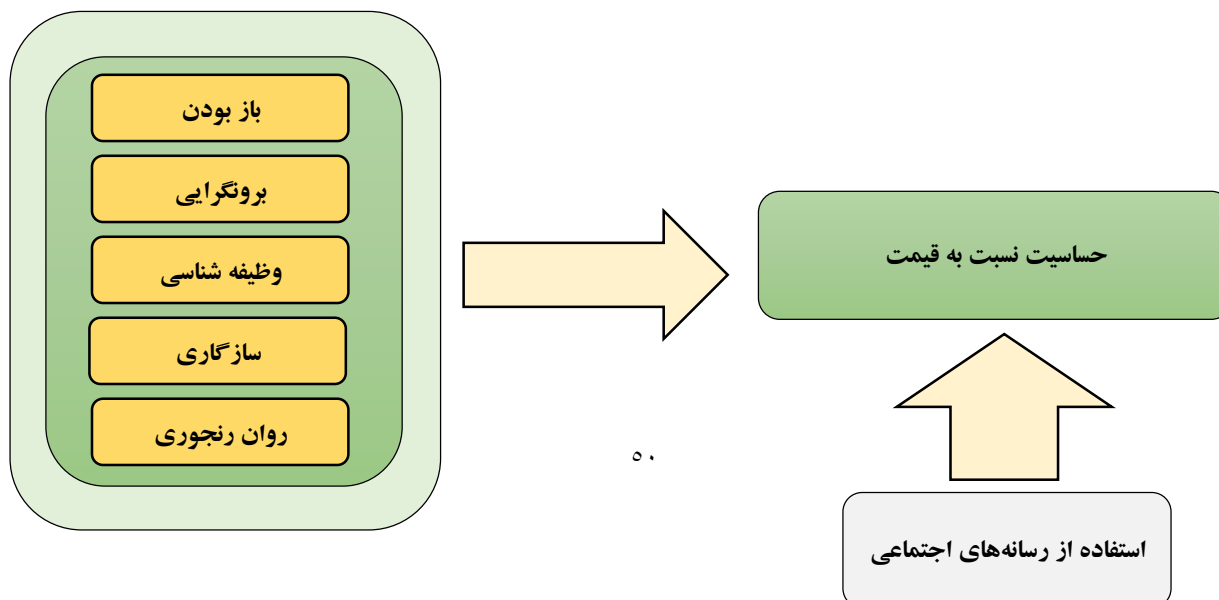 باز بودن
برونگرایی
وظیفه شناسی
سازگاری
روان رنجوری
حساسیت نسبت به قیمت
۵۰
استفاده از رسانه‌های اجتماعی